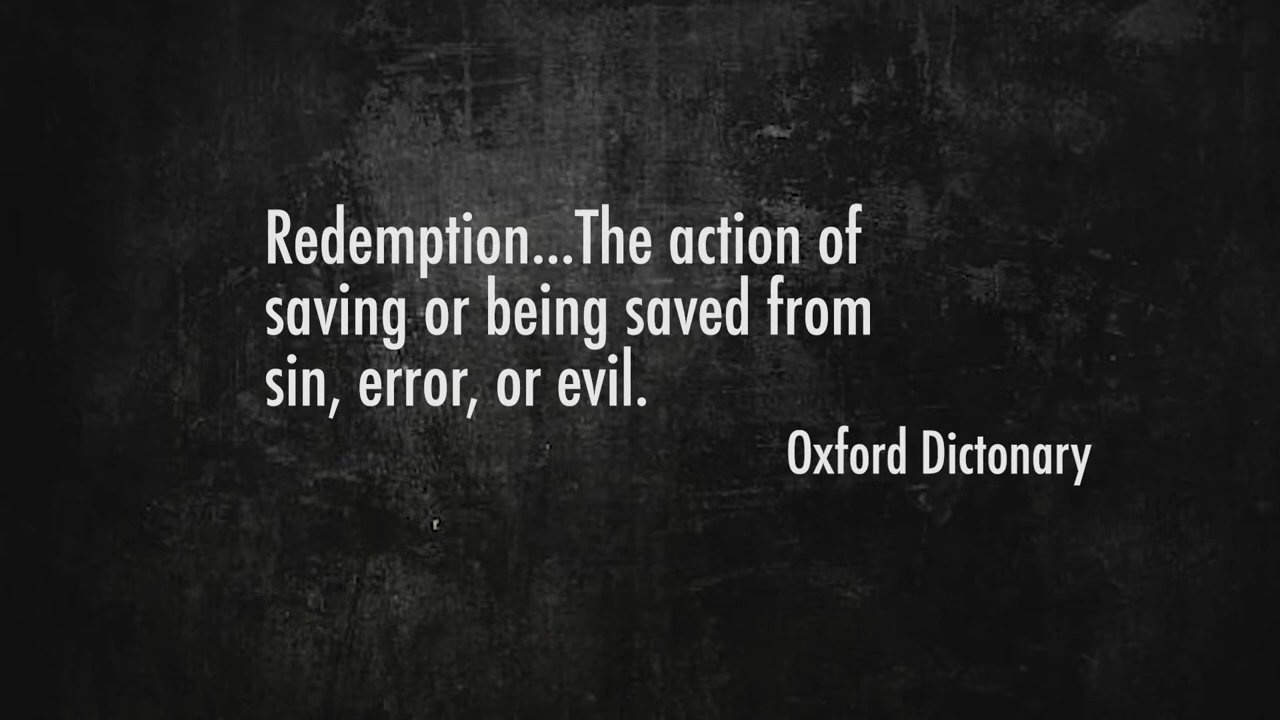 Redemption...The action of
saving or being saved from
sin, error, or evil.
Oxford Dictonary